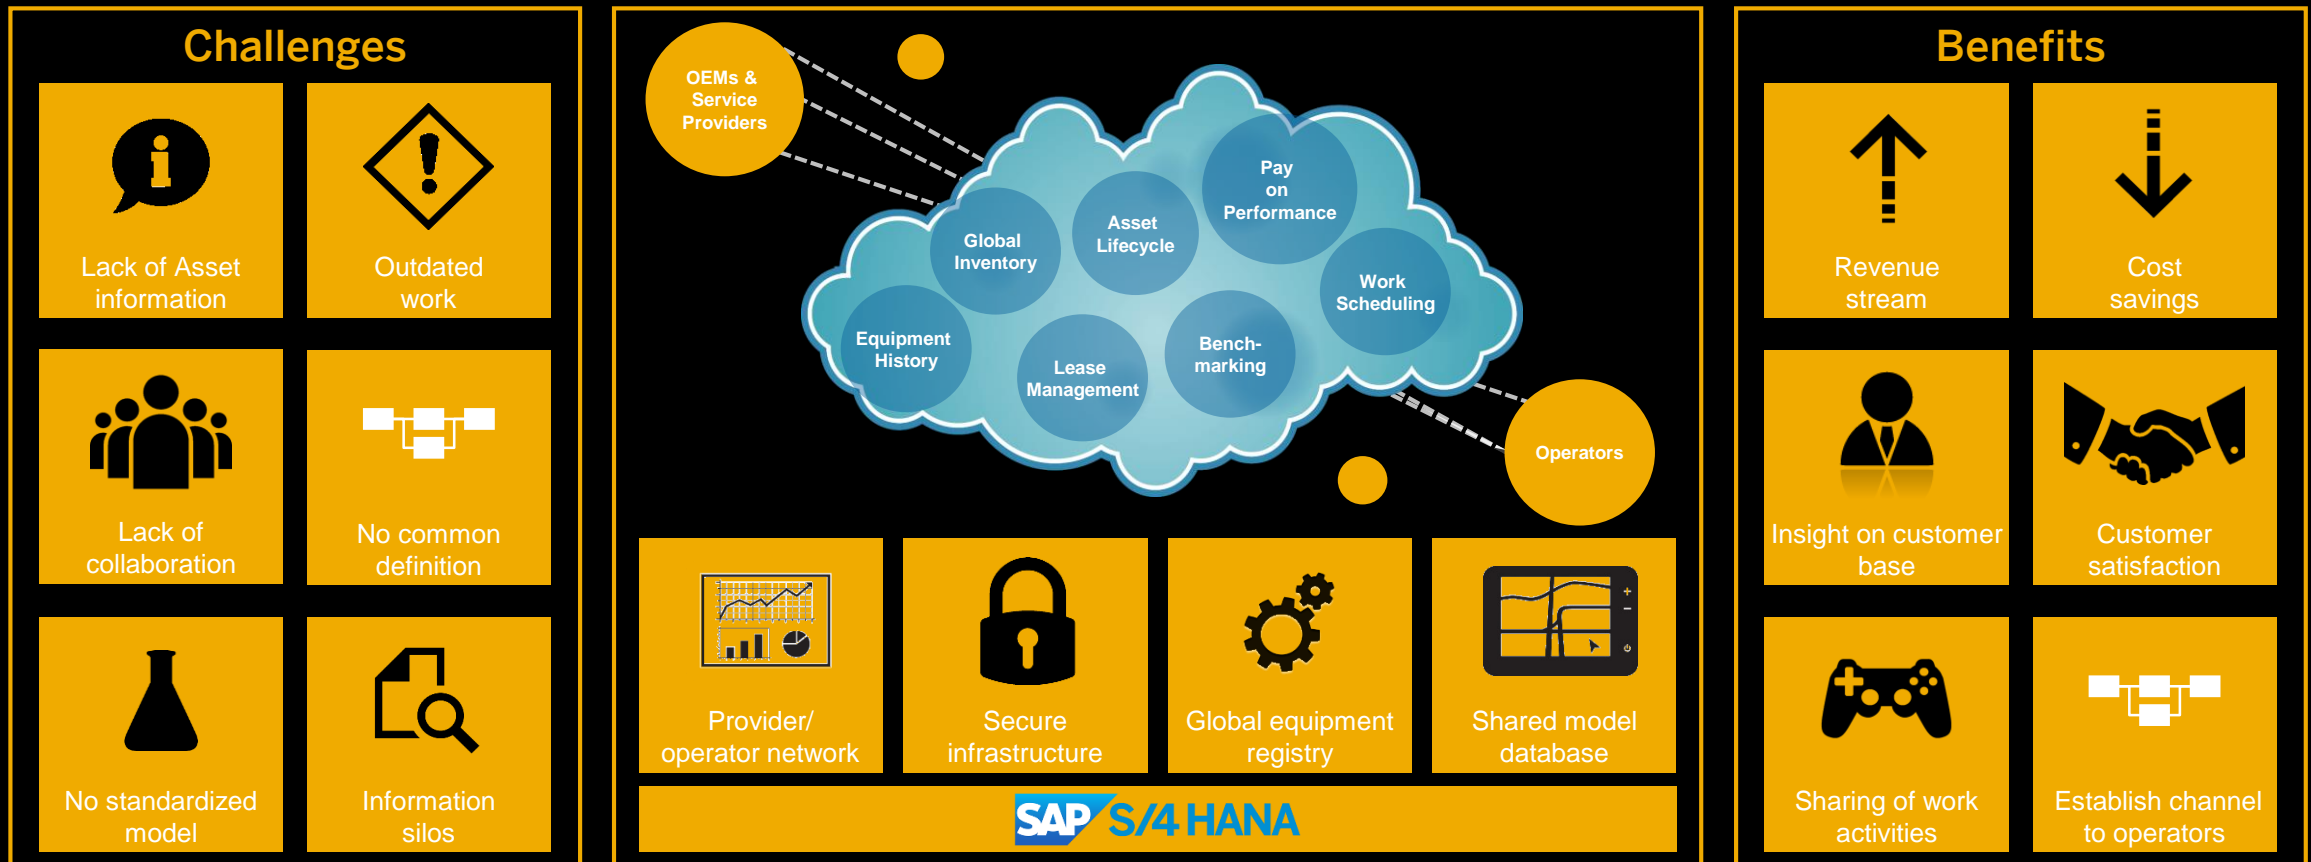 Challenges
Lack of Asset
information
Outdated
work
Lack of
collaboration
No common
definition
No standardized
model
Information
silos
OEMs &
Service
Providers
Pay
on
Performance
Asset
Lifecycle
Global
Inventory
Work
Scheduling
Equipment
History
Lease
Management
Bench-
marking
Operators
Provider/
operator network
Secure
infrastructure
Global equipment
registry
Shared model
database
SAP S/4 HANA
Benefits
Revenue
stream
Cost
savings
Insight on customer
base
Customer
satisfaction
Sharing of work
activities
Establish channel
to operators